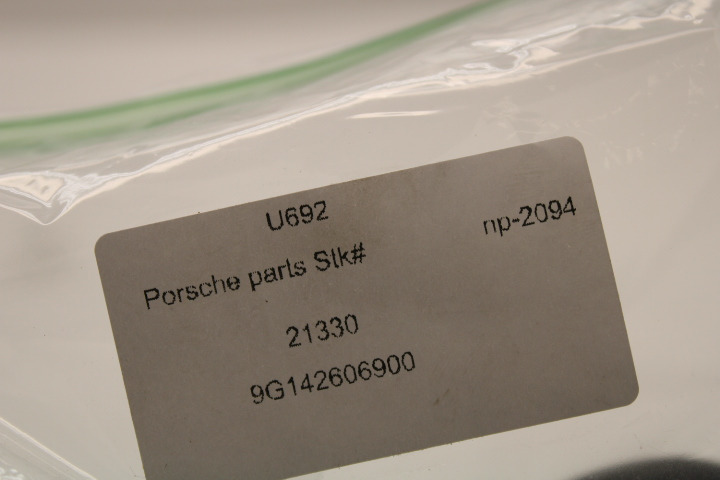 U692
np-2094
Porsche parts Stk#
21330
9G142606900